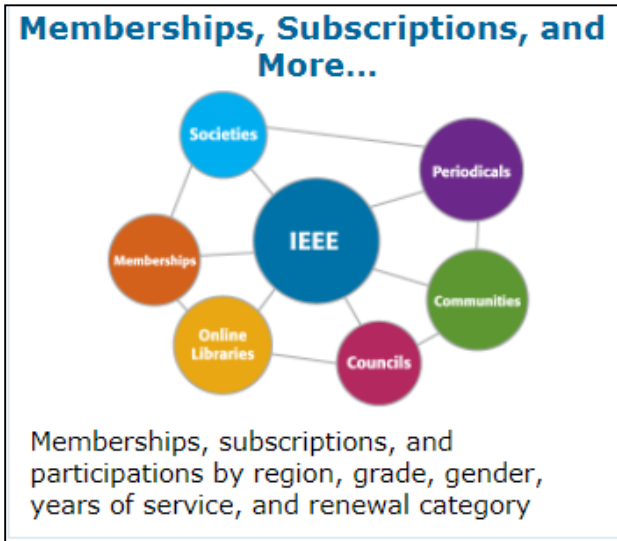 Memberships, Subscriptions, and
More...
Societies
Periodicals
IEEE
Memberships
Communities
Online
Libraries
Councils
Memberships, subscriptions, and
participations by region, grade, gender,
years of service, and renewal category